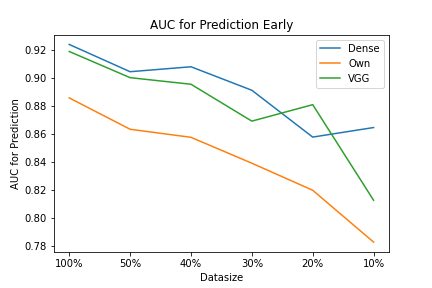 AUC for Prediction Early
Dense
Own
VGG
AUC for Prediction
0.92
0.90
0.88
0.86
0.84
0.82
0.80
0.78
100% 50% 40% 30% 20% 10%
Datasize